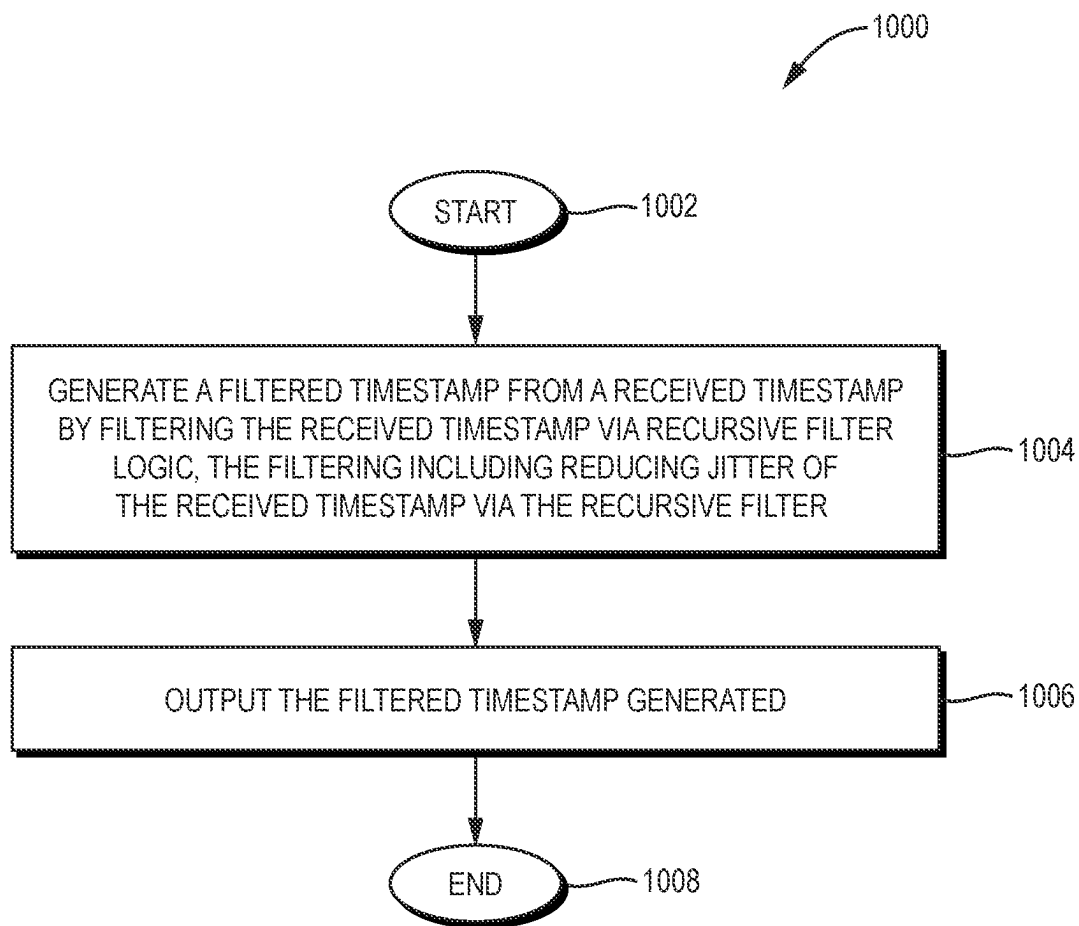 1000
START
1002
GENERATE A FILTERED TIMESTAMP FROM A RECEIVED TIMESTAMP
BY FILTERING THE RECEIVED TIMESTAMP VIA RECURSIVE FILTER
LOGIC, THE FILTERING INCLUDING REDUCING JITTER OF
THE RECEIVED TIMESTAMP VIA THE RECURSIVE FILTER
1004
OUTPUT THE FILTERED TIMESTAMP GENERATED
1006
END
1008